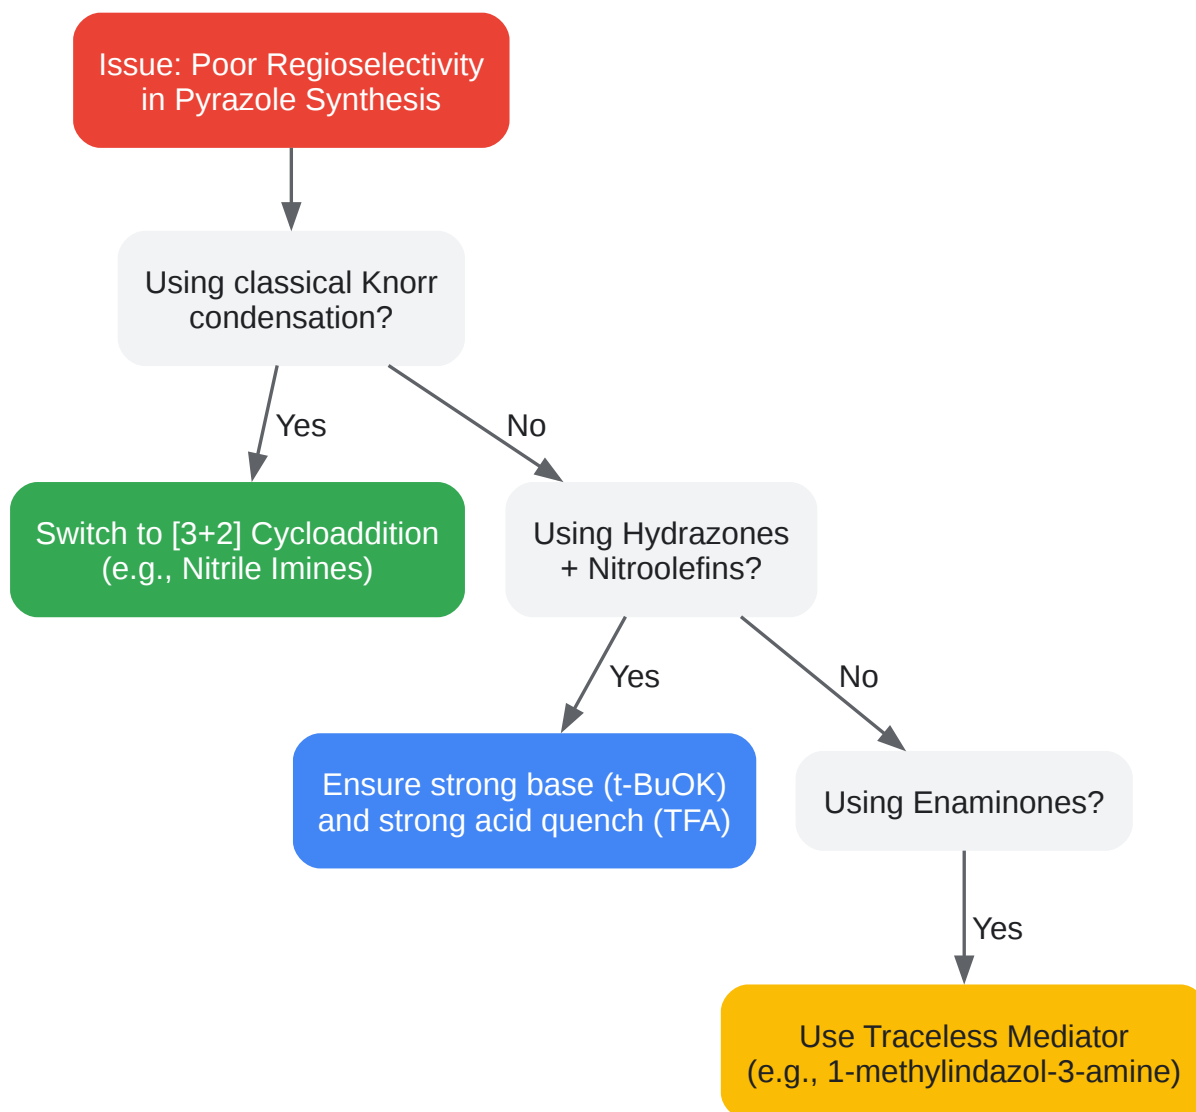 Issue: Poor Regioselectivity
in Pyrazole Synthesis
Using classical Knorr
condensation?
Yes
No
Switch to [3+2] Cycloaddition
(e.g., Nitrile Imines)
Using Hydrazones
+ Nitroolefins?
Yes
No
Ensure strong base (t-BuOK)
and strong acid quench (TFA)
Using Enaminones?
Yes
Use Traceless Mediator
(e.g., 1-methylindazol-3-amine)